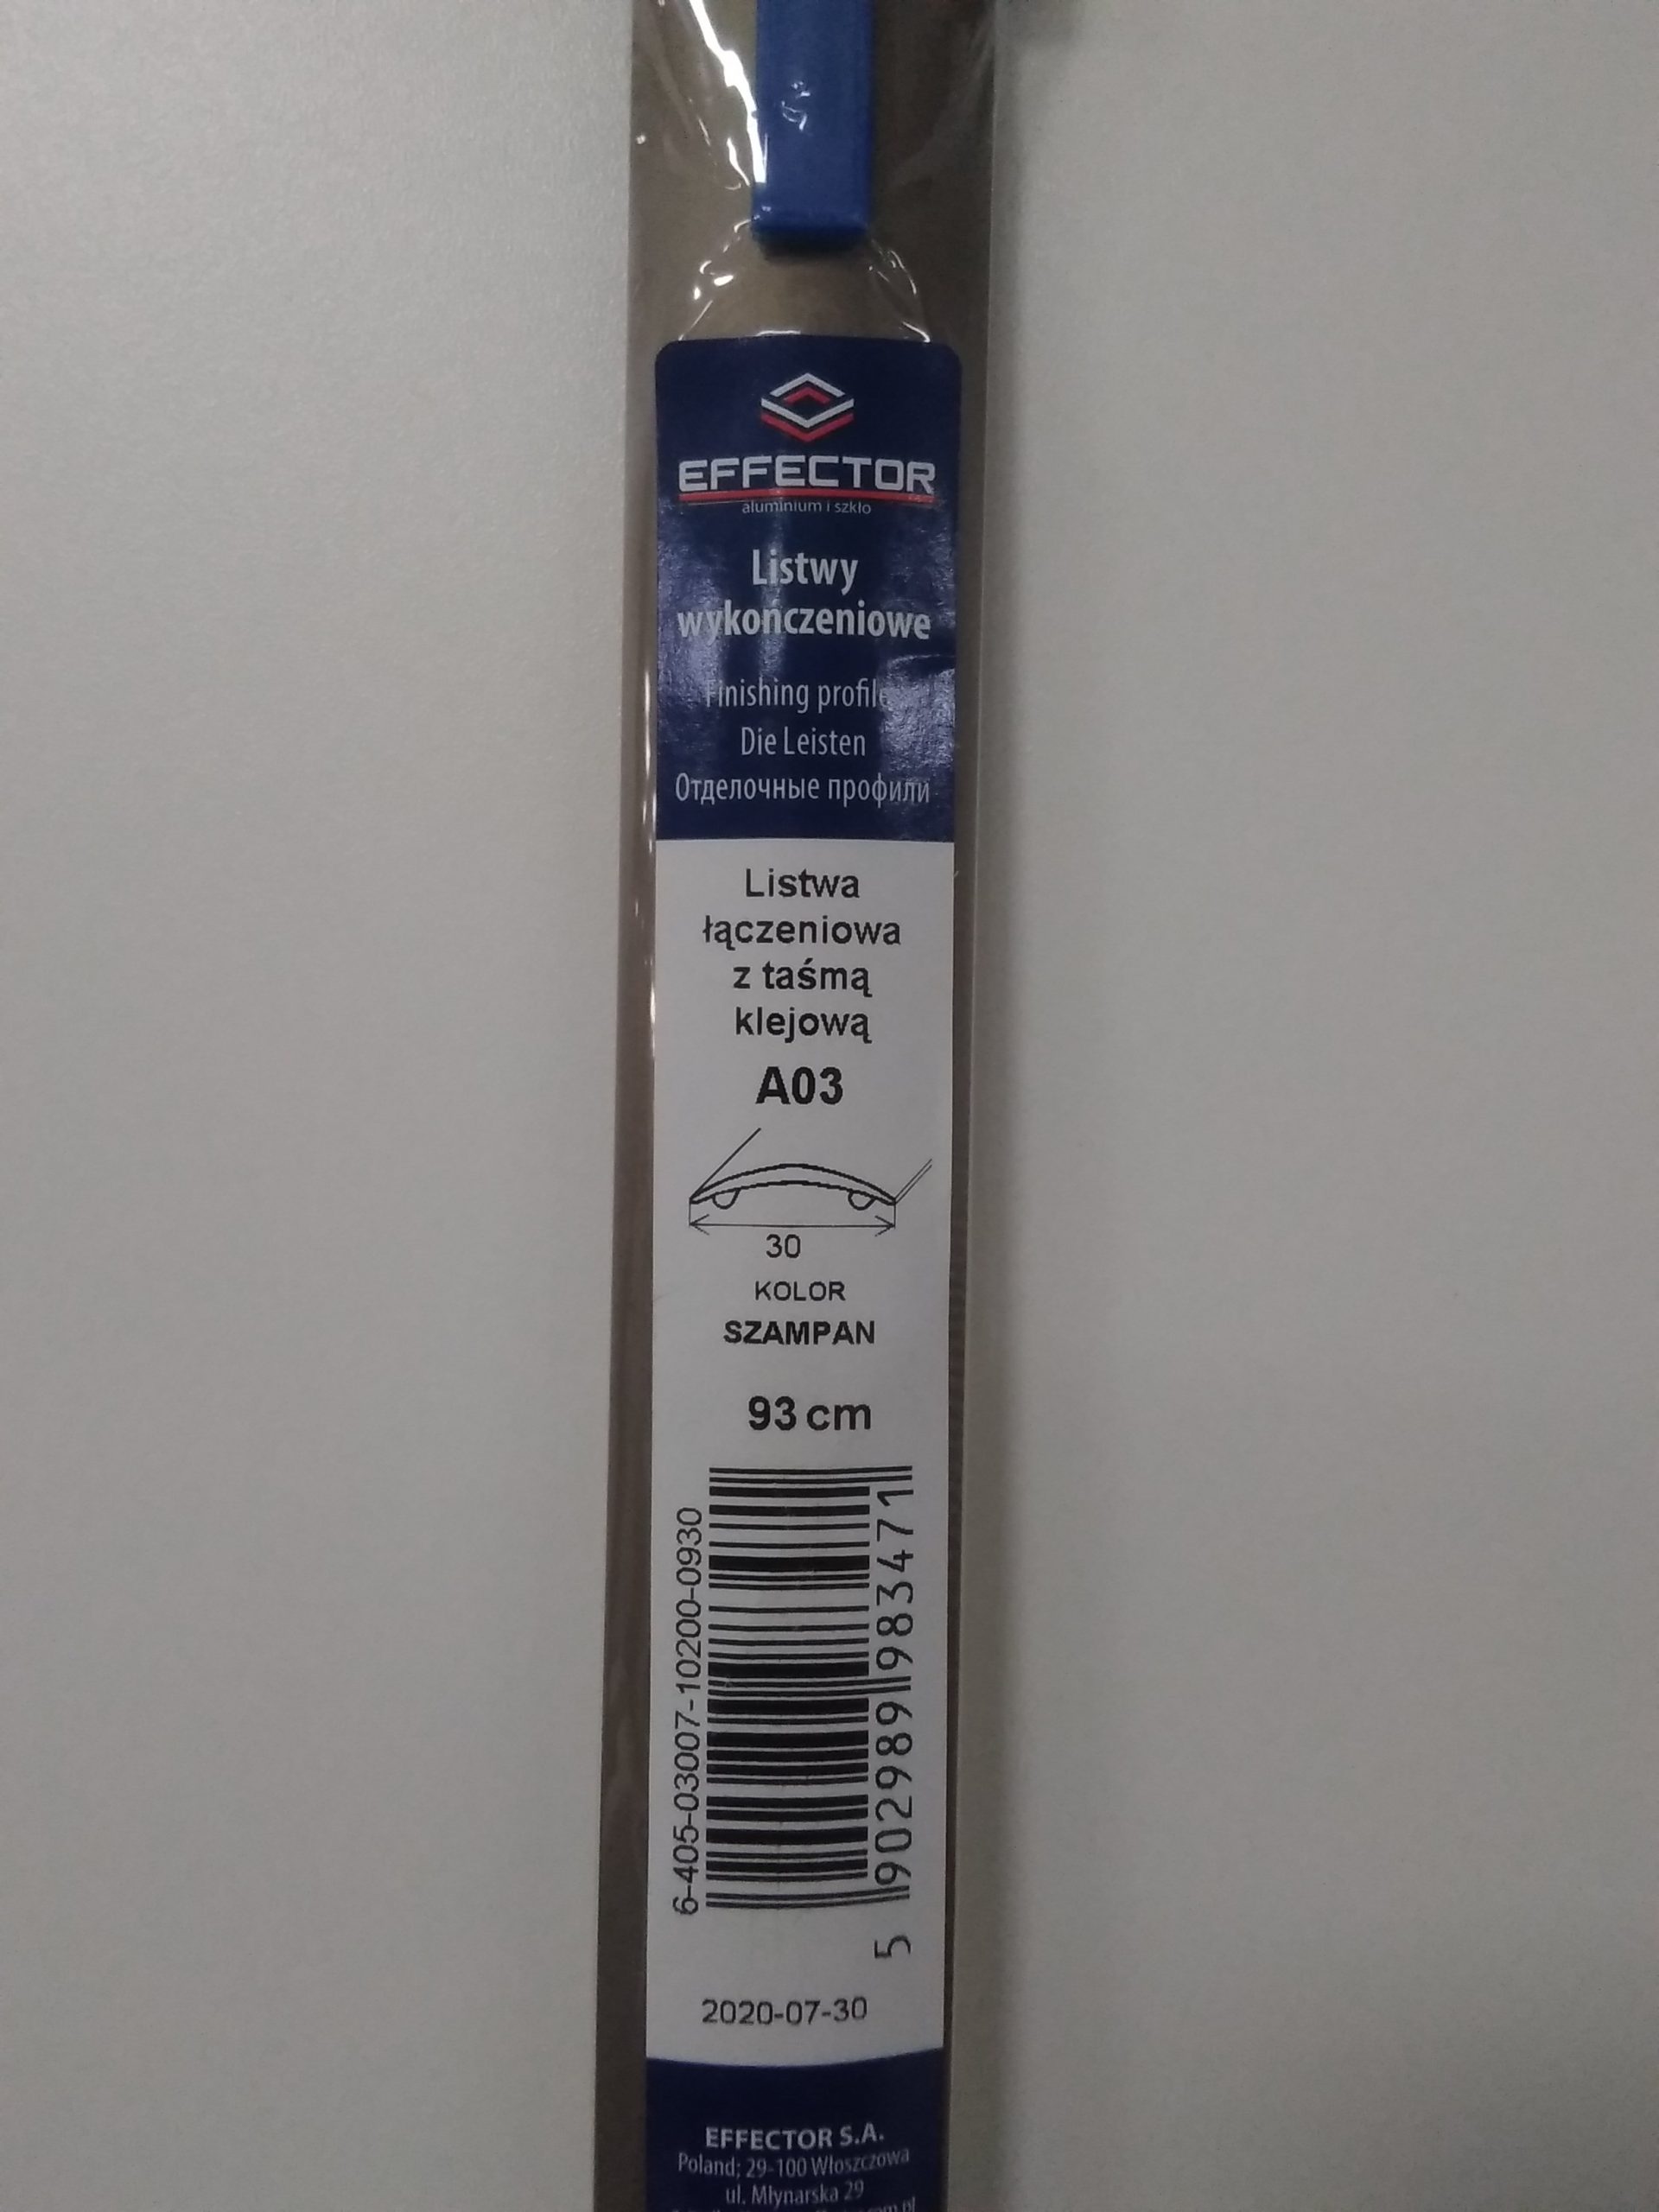 EFFECTOR
aluminium i szkło
Listwy
wykończeniowe
Finishing profile
Die Leisten
Отделочные профили
Listwa
łączeniowa
z taśmą
klejową
A03
30
KOLOR
SZAMPAN
93 cm
6-405-03007-10200-0930
5 902989 983471
2020-07-30
EFFECTOR S.A.
Poland; 29-100 Włoszczowa
ul. Młynarska 29